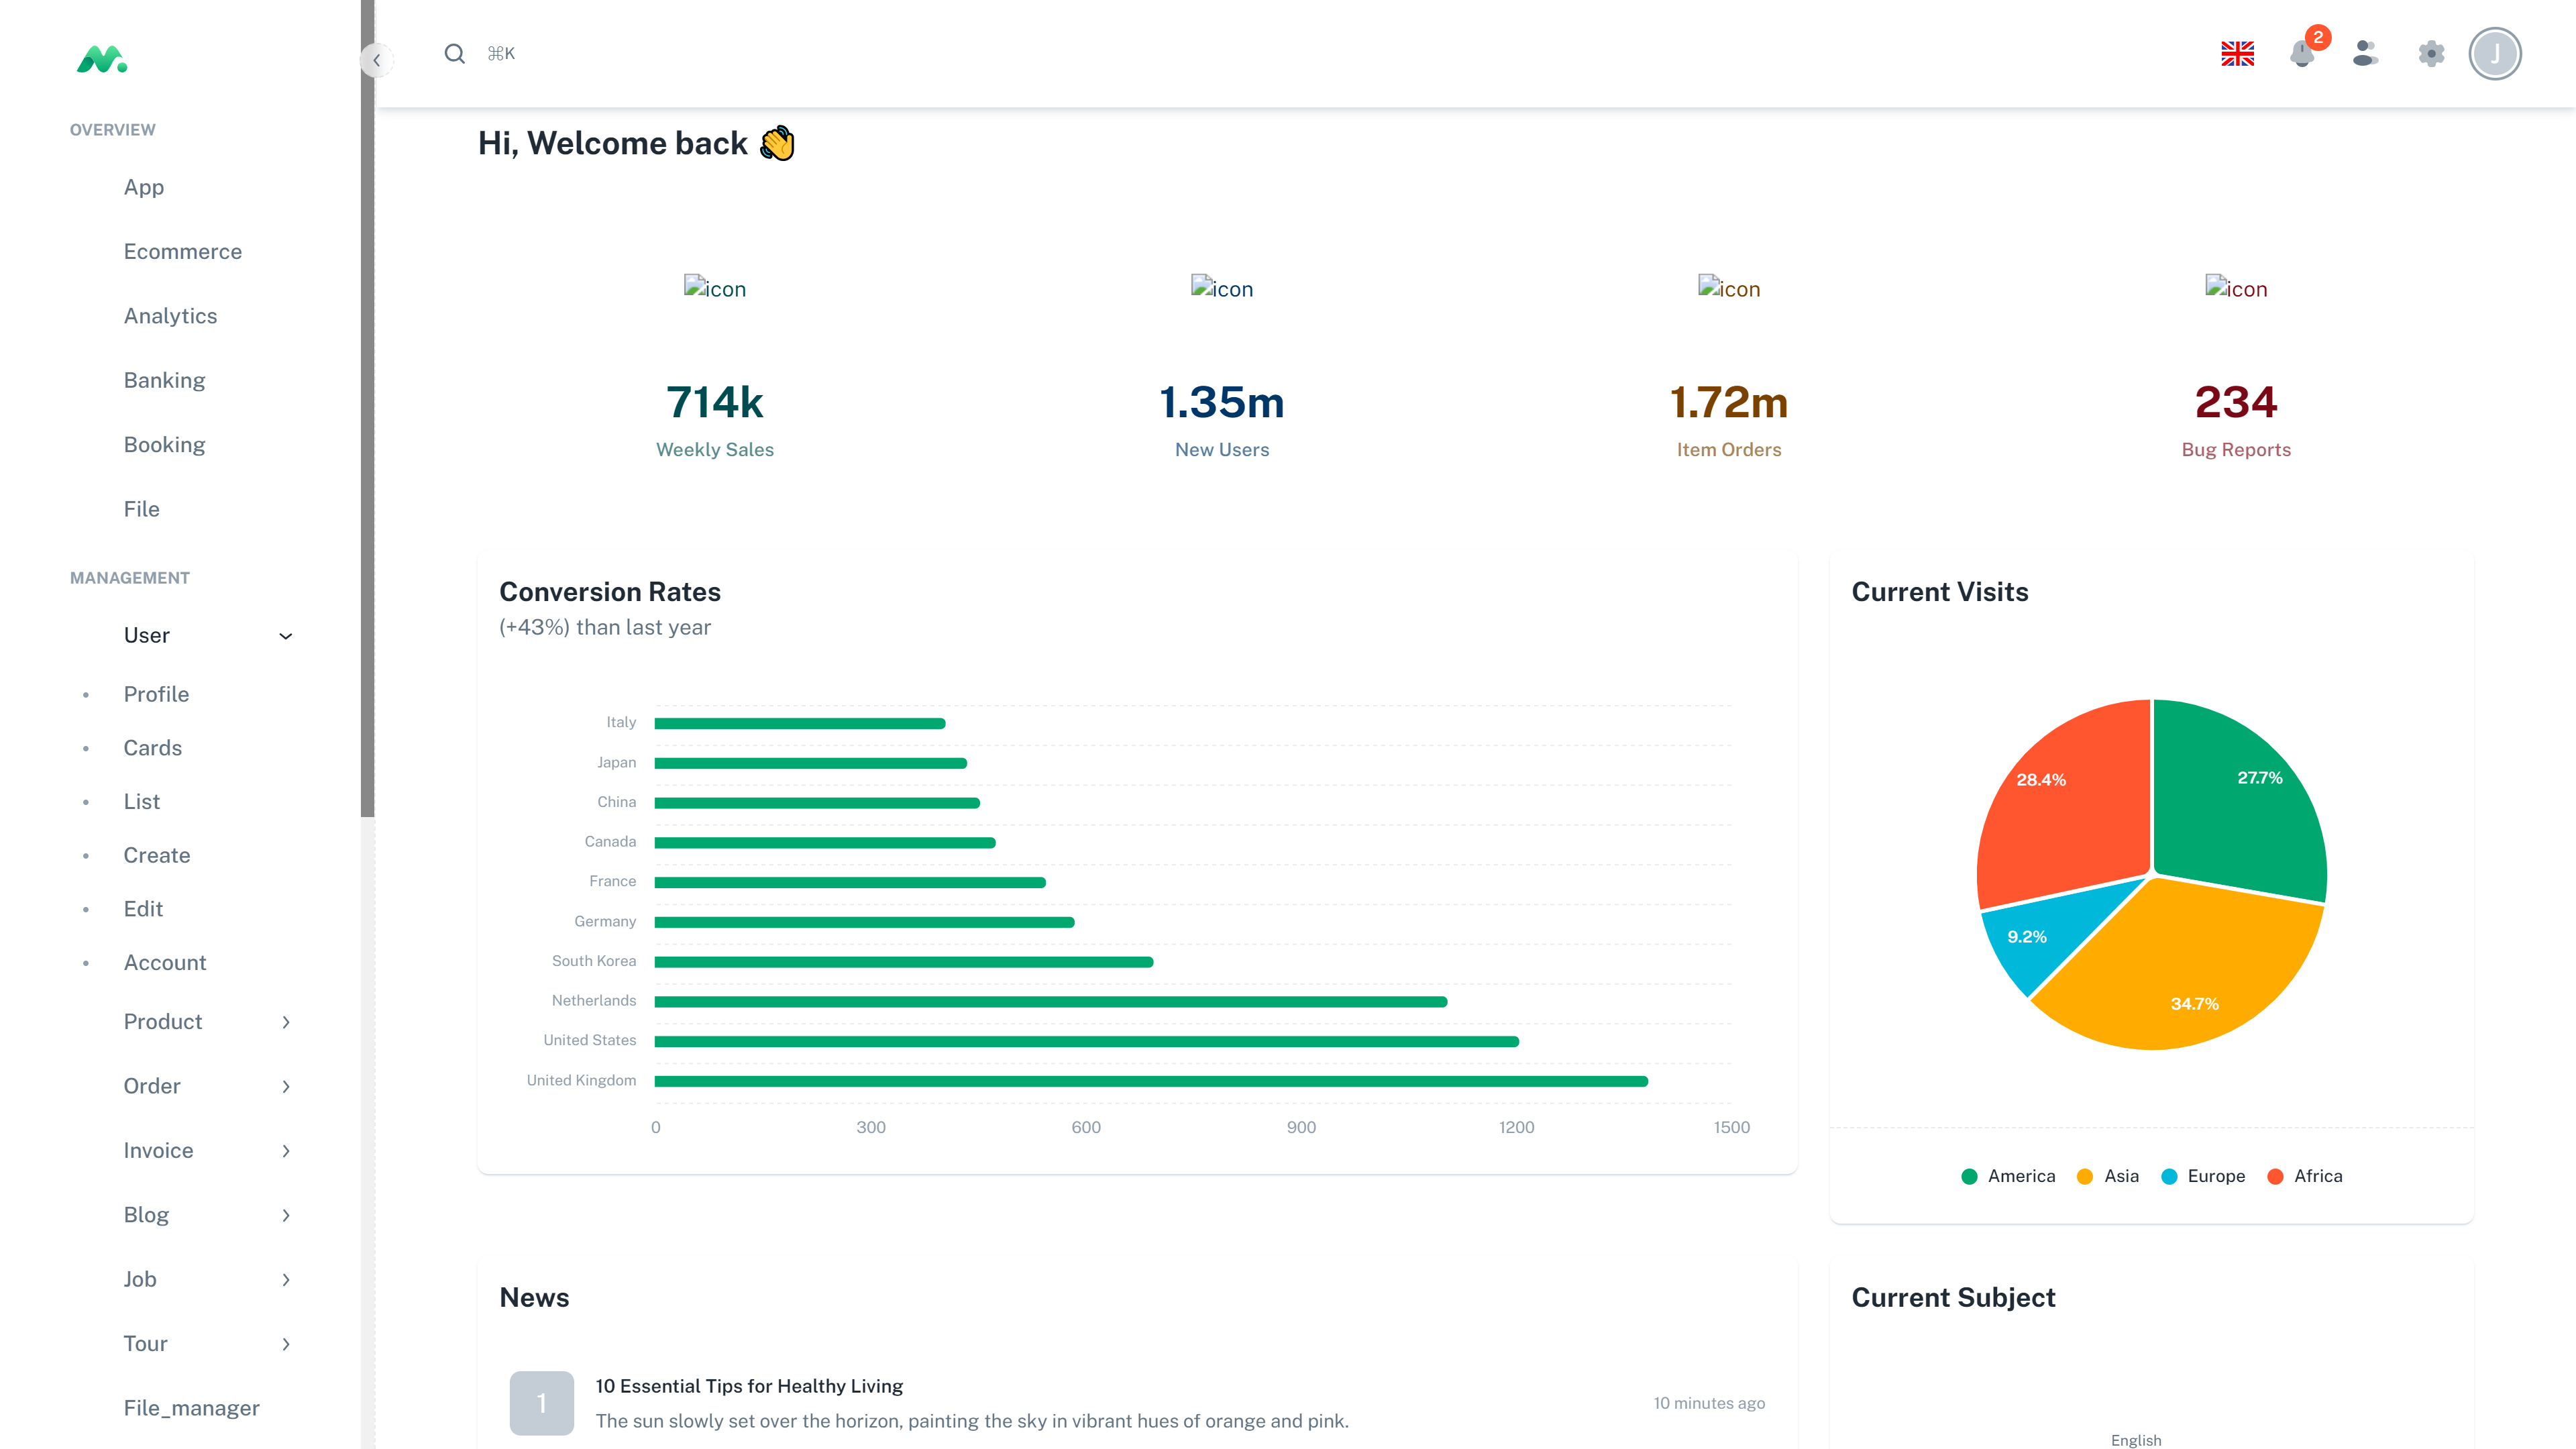 OVERVIEW
App
Ecommerce
Analytics
Banking
Booking
File
MANAGEMENT
User
Profile
Cards
List
Create
Edit
Account
Product
Order
Invoice
Blog
Job
Tour
File_manager
⌘K
2
J
Hi, Welcome back 👋
icon
714k
Weekly Sales
icon
1.35m
New Users
icon
1.72m
Item Orders
icon
234
Bug Reports
Conversion Rates
(+43%) than last year
Italy
Japan
China
Canada
France
Germany
South Korea
Netherlands
United States
United Kingdom
0 300 600 900 1200 1500
Current Visits
28.4%
27.7%
9.2%
34.7%
America Asia Europe Africa
News
1
10 Essential Tips for Healthy Living
The sun slowly set over the horizon, painting the sky in vibrant hues of orange and pink.
10 minutes ago
Current Subject
English